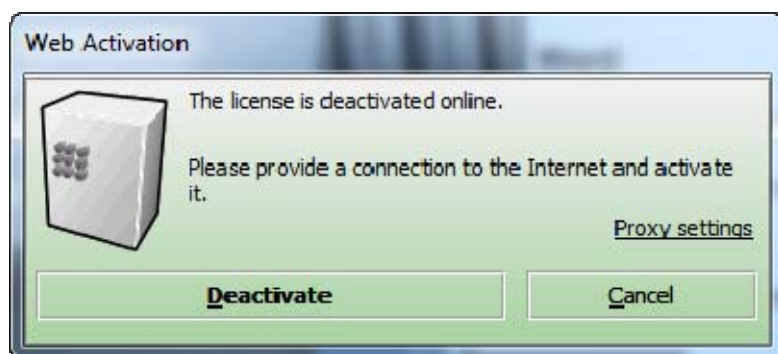 Web Activation
The license is deactivated online.
Please provide a connection to the Internet and activate
it.
Proxy settings
Deactivate
Cancel